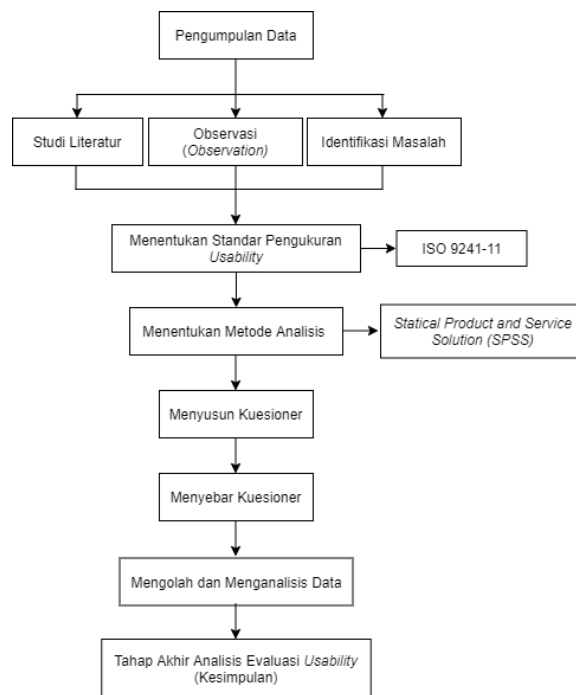 Pengumpulan Data
Studi Literatur
Observasi
(Observation)
Identifikasi Masalah
Menentukan Standar Pengukuran
Usability
ISO 9241-11
Menentukan Metode Analisis
Statical Product and Service
Solution (SPSS)
Menyusun Kuesioner
Menyebar Kuesioner
Mengolah dan Menganalisis Data
Tahap Akhir Analisis Evaluasi Usability
(Kesimpulan)